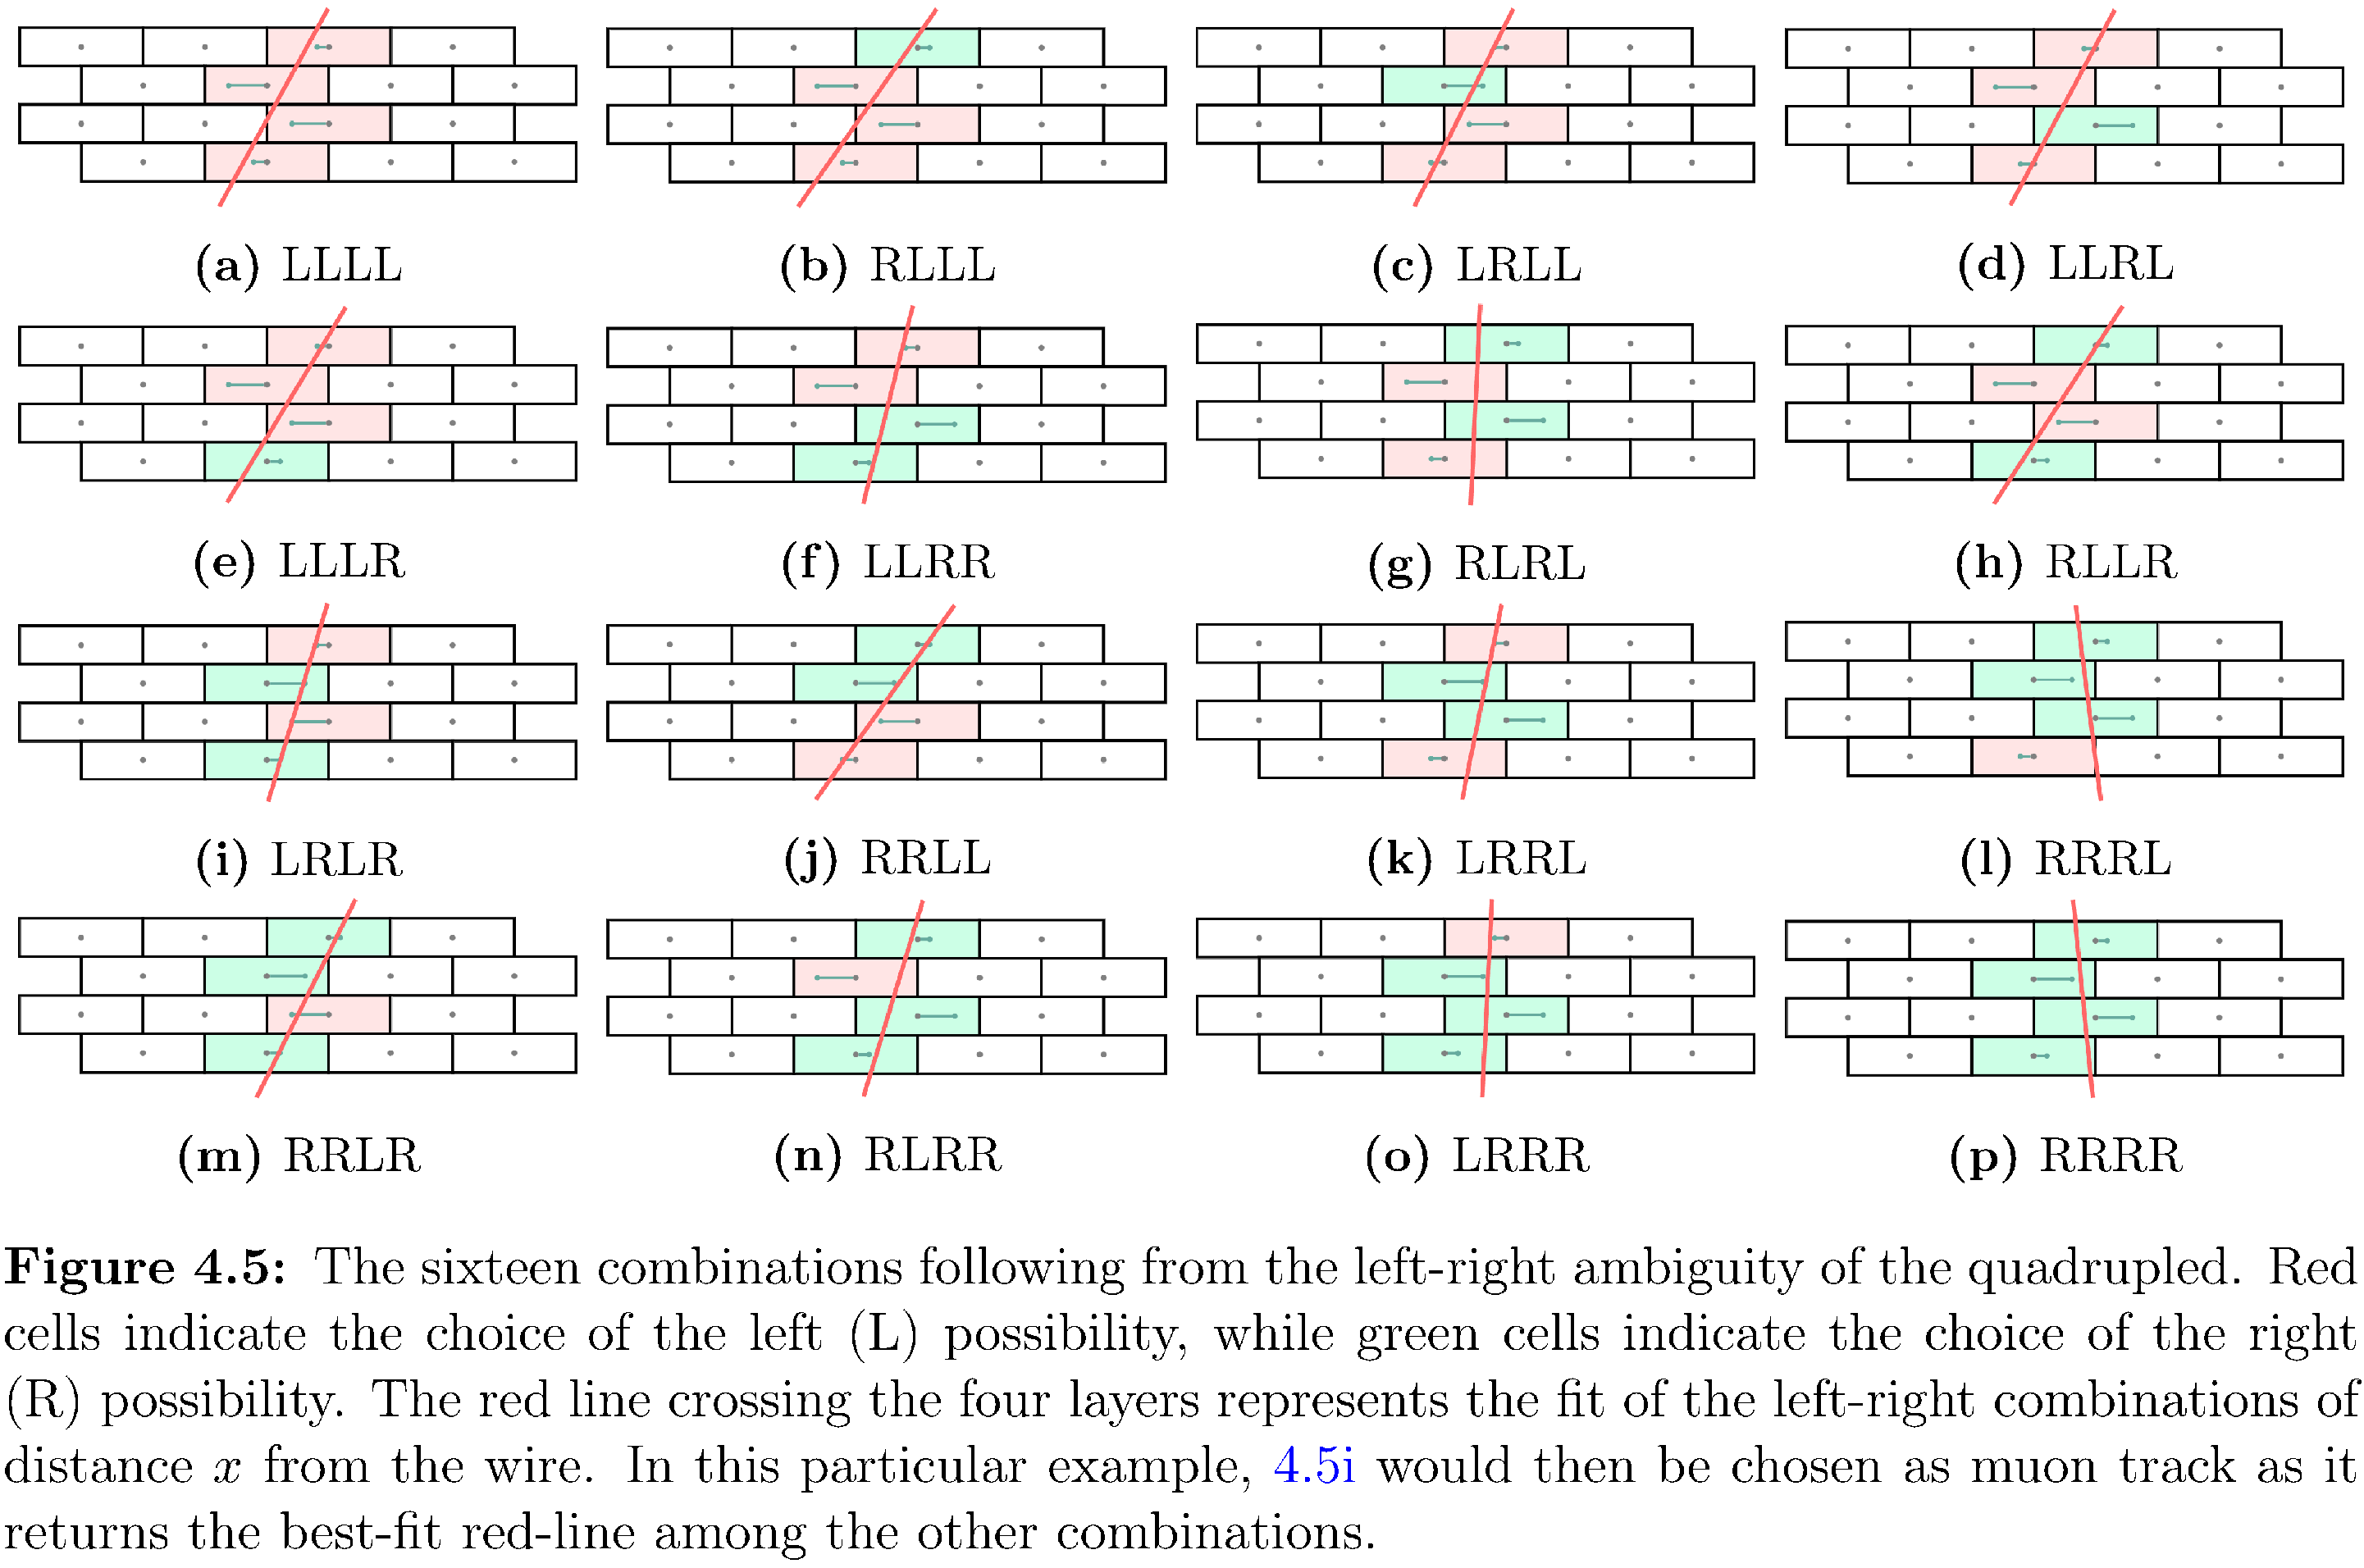 (a) LLLL
(b) RLLL
(c) LRLL
(d) LLRL
(e) LLLR
(f) LLRR
(g) RLRL
(h) RLLR
(i) LRLR
(j) RRLL
(k) LRRL
(l) RRRL
(m) RRLR
(n) RLRR
(o) LRRR
(p) RRRR
Figure 4.5: The sixteen combinations following from the left-right ambiguity of the quadrupled. Red
cells indicate the choice of the left (L) possibility, while green cells indicate the choice of the right
(R) possibility. The red line crossing the four layers represents the fit of the left-right combinations of
distance x from the wire. In this particular example, 4.5i would then be chosen as muon track as it
returns the best-fit red-line among the other combinations.